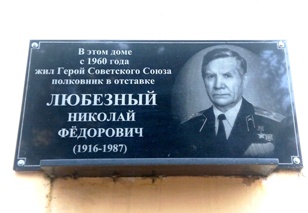 В этом доме
с 1960 года
жил Герой Советского Союза
полковник в отставке
ЛЮБЕЗНЫЙ
НИКОЛАЙ
ФЁДОРОВИЧ
(1916-1987)